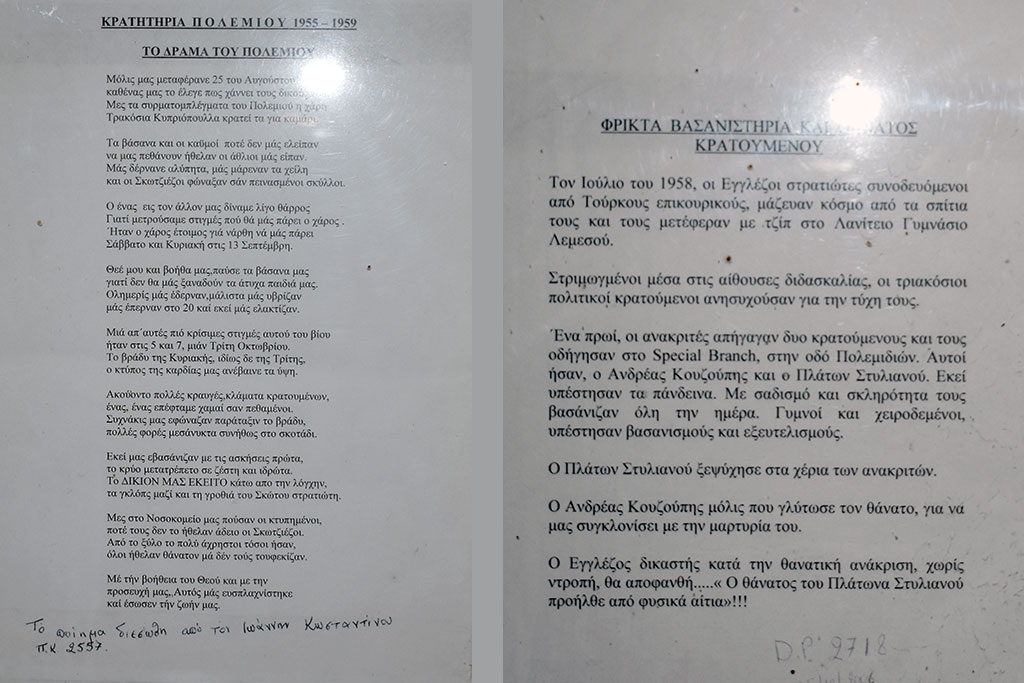 ΚΡΑΤΗΤΗΡΙΑ ΠΟΛΕΜΙΟΥ 1955 – 1959
ΤΟ ΔΡΑΜΑ ΤΟΥ ΠΟΛΕΜΙΟΥ
Μόλις μας μεταφέρανε 25 του Αυγούστου
καθένας μας το έλεγε πως χάννει τους
Μες τα συρματομπλέγματα του Πολεμιού η χάρη
Τρακόσια Κυπριόπουλλα κρατεί τα για καμάρι.
Τα βάσανα και οι καθμοί ποτέ δεν μάς ελείπαν
να μας πεθάνουν ήθελαν οι άθλιοι μάς είπαν.
Μάς δέρνανε αλύπητα, μάς μάρεναν τα χείλη
και οι Σκωτζιέζοι φώναξαν σάν πεινασμένοι σκύλλοι.
Ο ένας εις τον άλλον μας δίναμε λίγο θάρρος
Γιατί μετρούσαμε στιγμές πού θά μάς πάρει ο χάρος .
Ήταν ο χάρος έτοιμος γιά νάρθη νά μάς πάρει
Σάββατο και Κυριακή στις 13 Σεπτέμβρη.
Θεέ μου και βοήθα μας,παύσε τα βάσανα μας
γιατί δεν θα μάς ξαναδούν τα άτυχα παιδιά μας.
Ολημερίς μάς έδερναν,μάλιστα μάς υβρίζαν
μάς έπερναν στο 20 καί εκεί μάς ελακτίζαν.
Μιά απ΄αυτές πιό κρίσιμες στιγμές αυτού του βίου
ήταν στις 5 και 7, μιάν Τρίτη Οκτωβρίου.
Το βράδυ της Κυριακής, ιδίως δε της Τρίτης,
ο κτύπος της καρδίας μας ανέβαινε τα ύψη.
Ακούοντο πολλές κραυγές,κλάματα κρατουμένων,
ένας, ένας επέφταμε χαμαί σαν πεθαμένοι.
Συχνάκις μας εφώναζαν παράταξιν το βράδυ,
πολλές φορές μεσάνυκτα συνήθως στο σκοτάδι.
Εκεί μας εβασάνιζαν με τις ασκήσεις πρώτα,
το κρύο μετατρέπετο σε ζέστη και ιδρώτα.
Το ΔΙΚΙΟΝ ΜΑΣ ΕΚΕΙΤΟ κάτω απο την λόγχην,
τα γκλόπς μαζί και τη γροθιά του Σκώτου στρατιώτη.
Μες στο Νοσοκομείο μας πούσαν οι κτυπημένοι,
ποτέ τους δεν το ήθελαν άδειο οι Σκωτζιέζοι.
Από το ξύλο το πολύ άχρηστοι τόσοι ήσαν,
όλοι ήθελαν θάνατον μά δέν τούς τουφεκίζαν.
Μέ τήν βοήθεια του Θεού και με την
προσευχή μας,.Αυτός μάς ευσπλαχνίστηκε
καί έσωσεν τήν ζωήν μας.
Το ποίημα διεσώθη από τον Ιωάννην Κωσταντίνου
Π.Κ 2557.
ΦΡΙΚΤΑ ΒΑΣΑΝΙΣΤΗΡΙΑ ΚΑΙ ΘΑΝΑΤΟΣ
ΚΡΑΤΟΥΜΕΝΟΥ
Τον Ιούλιο του 1958, οι Εγγλέζοι στρατιώτες συνοδευόμενοι
από Τούρκους επικουρικούς, μάζευαν κόσμο από τα σπίτια
τους και τους μετέφεραν με τζίπ στο Λανίτειο Γυμνάσιο
Λεμεσού.
Στριμωγμένοι μέσα στις αίθουσες διδασκαλίας, οι τριακόσιοι
πολιτικοί κρατούμενοι ανησυχούσαν για την τύχη τους.
Ένα πρωί, οι ανακριτές απήγαγαν δυο κρατούμενους και τους
οδήγησαν στο Special Branch, στην οδό Πολεμιδιών. Αυτοί
ήσαν, ο Ανδρέας Κουζούπης και ο Πλάτων Στυλιανού. Εκεί
υπέστησαν τα πάνδεινα. Με σαδισμό και σκληρότητα τους
βασάνιζαν όλη την ημέρα. Γυμνοί και χειροδεμένοι,
υπέστησαν βασανισμούς και εξευτελισμούς.
Ο Πλάτων Στυλιανού ξεψύχησε στα χέρια των ανακριτών.
Ο Ανδρέας Κουζούπης μόλις που γλύτωσε τον θάνατο, για να
μας συγκλονίσει με την μαρτυρία του.
Ο Εγγλέζος δικαστής κατά την θανατική ανάκριση, χωρίς
ντροπή, θα αποφανθή.....« Ο θάνατος του Πλάτωνα Στυλιανού
προήλθε από φυσικά αίτια»!!!
D.P. 2718